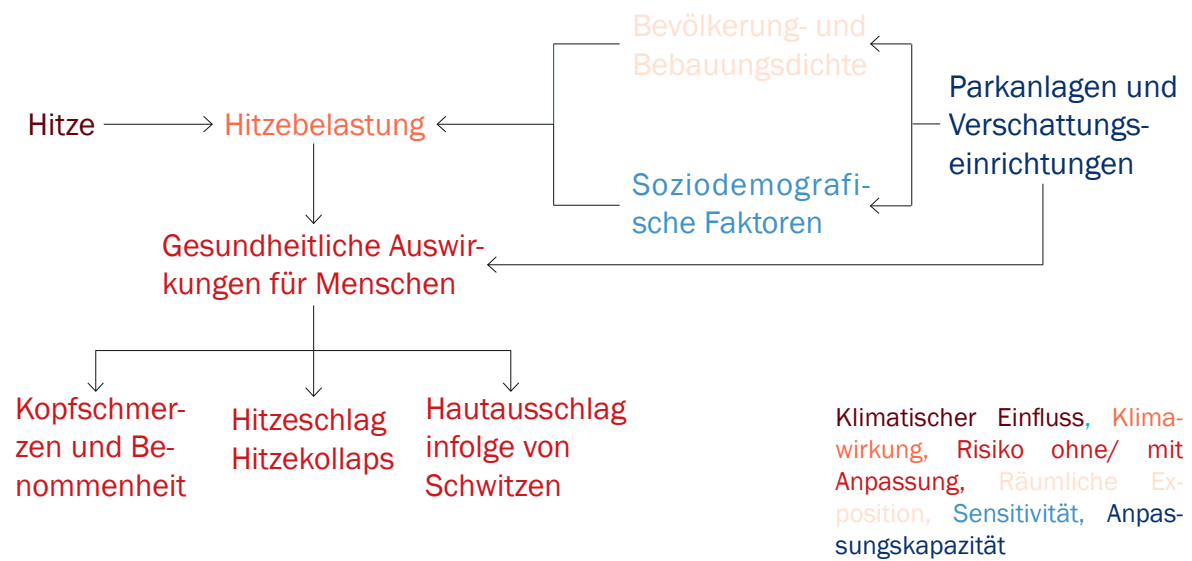 Bevölkerung- und
Bebauungsdichte
Parkanlagen und
Verschattungs-
einrichtungen
Hitze
Hitzebelastung
Soziodemografi-
sche Faktoren
Gesundheitliche Auswir-
kungen für Menschen
Kopfschmer-
zen und Be-
nommenheit
Hitzeschlag
Hitzekollaps
Hautausschlag
infolge von
Schwitzen
Klimatischer Einfluss, Klima-
wirkung, Risiko ohne/ mit
Anpassung, Räumliche Ex-
position, Sensitivität, Anpas-
sungskapazität